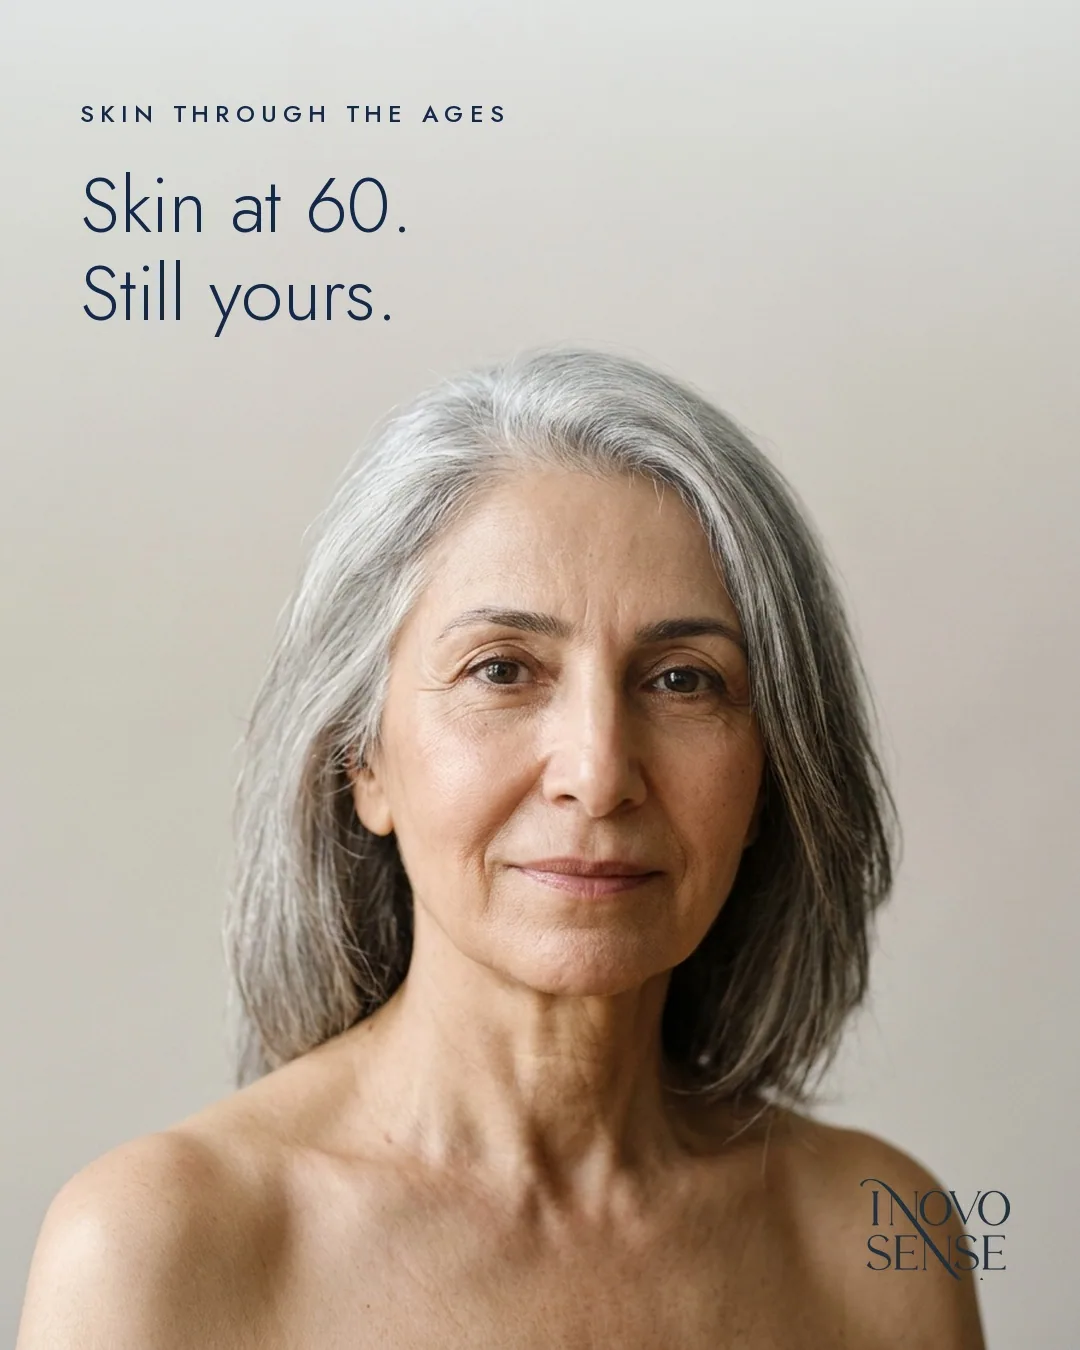 SKIN THROUGH THE AGES
Skin at 60.
Still yours.
INOVO
SENSE